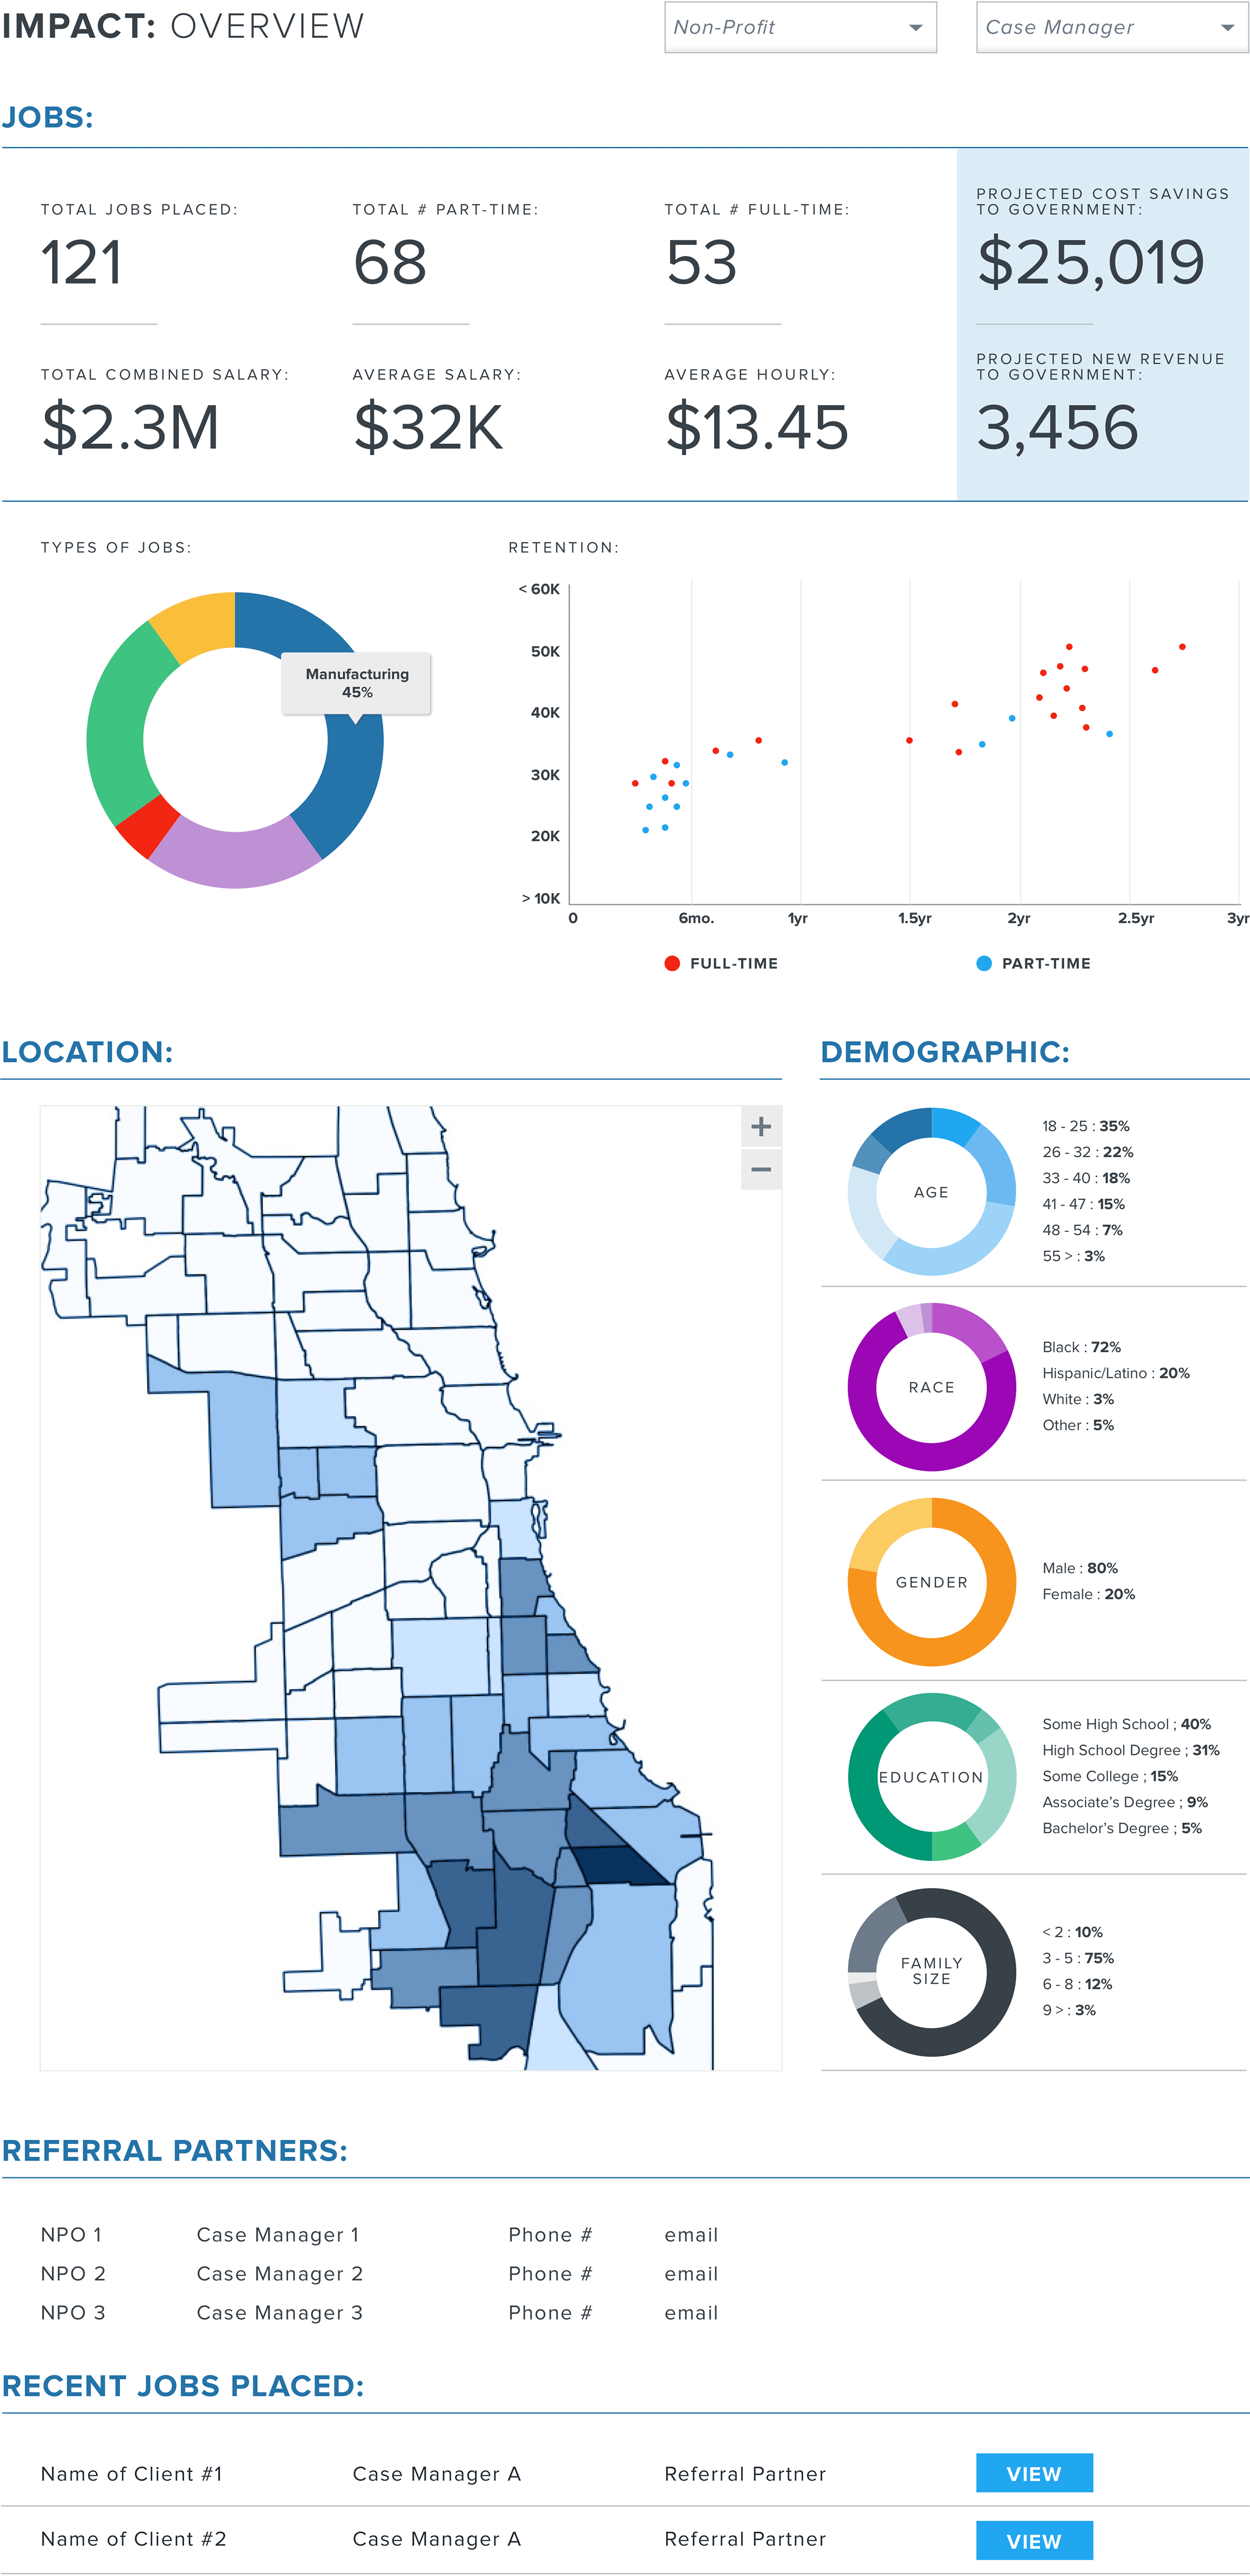 IMPACT: OVERVIEW
Non-Profit
Case Manager
JOBS:
TOTAL JOBS PLACED:
121
TOTAL # PART-TIME:
68
TOTAL # FULL-TIME:
53
PROJECTED COST SAVINGS
TO GOVERNMENT:
$25,019
TOTAL COMBINED SALARY:
$2.3M
AVERAGE SALARY:
$32K
AVERAGE HOURLY:
$13.45
PROJECTED NEW REVENUE
TO GOVERNMENT:
3,456
TYPES OF JOBS:
Manufacturing
45%
RETENTION:
< 60K
50K
40K
30K
20K
> 10K
0
6mo.
1yr
1.5yr
2yr
2.5yr
3yr
FULL-TIME
PART-TIME
LOCATION:
+
−
DEMOGRAPHIC:
AGE
18 - 25 : 35%
26 - 32 : 22%
33 - 40 : 18%
41 - 47 : 15%
48 - 54 : 7%
55 > : 3%
RACE
Black : 72%
Hispanic/Latino : 20%
White : 3%
Other : 5%
GENDER
Male : 80%
Female : 20%
EDUCATION
Some High School ; 40%
High School Degree ; 31%
Some College ; 15%
Associate's Degree ; 9%
Bachelor's Degree ; 5%
FAMILY
SIZE
< 2 : 10%
3 - 5 : 75%
6 - 8 : 12%
9 > : 3%
REFERRAL PARTNERS:
NPO 1 Case Manager 1 Phone # email
NPO 2 Case Manager 2 Phone # email
NPO 3 Case Manager 3 Phone # email
RECENT JOBS PLACED:
Name of Client #1 Case Manager A Referral Partner VIEW
Name of Client #2 Case Manager A Referral Partner VIEW